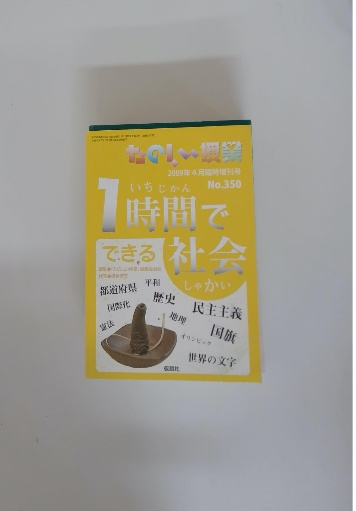 たのしい授業
2009年4月臨時増刊号
No.350
いちじかん
1時間で
できる
社会
しゃかい
都道府県
平和
国際化
歴史
民主主義
憲法
地理
国旗
オリンピック
世界の文字
仮説社